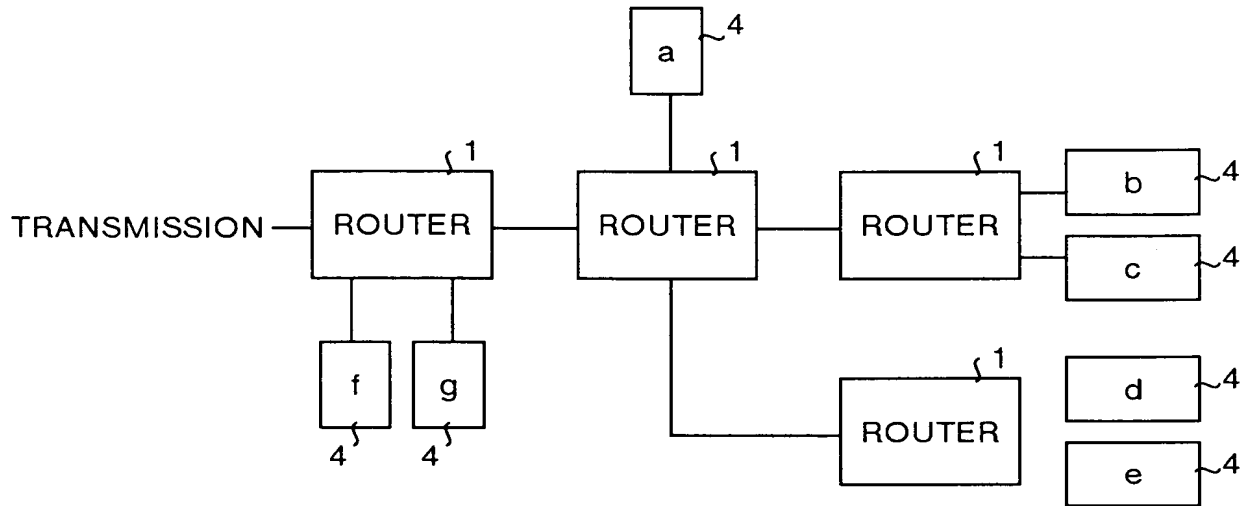 a 4
1 1 1
TRANSMISSION ROUTER ROUTER ROUTER
b 4
c 4
f g
4 4
1
ROUTER
d 4
e 4